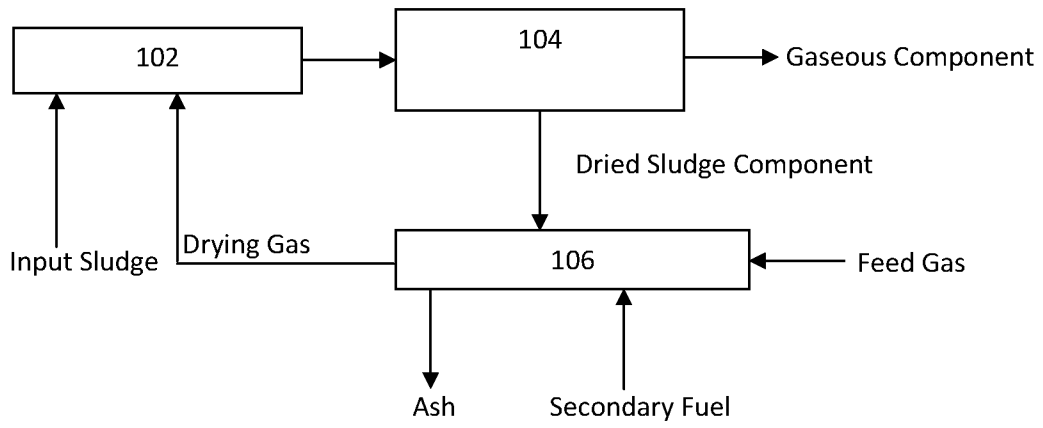 102
104
Gaseous Component
Dried Sludge Component
Input Sludge
Drying Gas
106
Feed Gas
Ash
Secondary Fuel